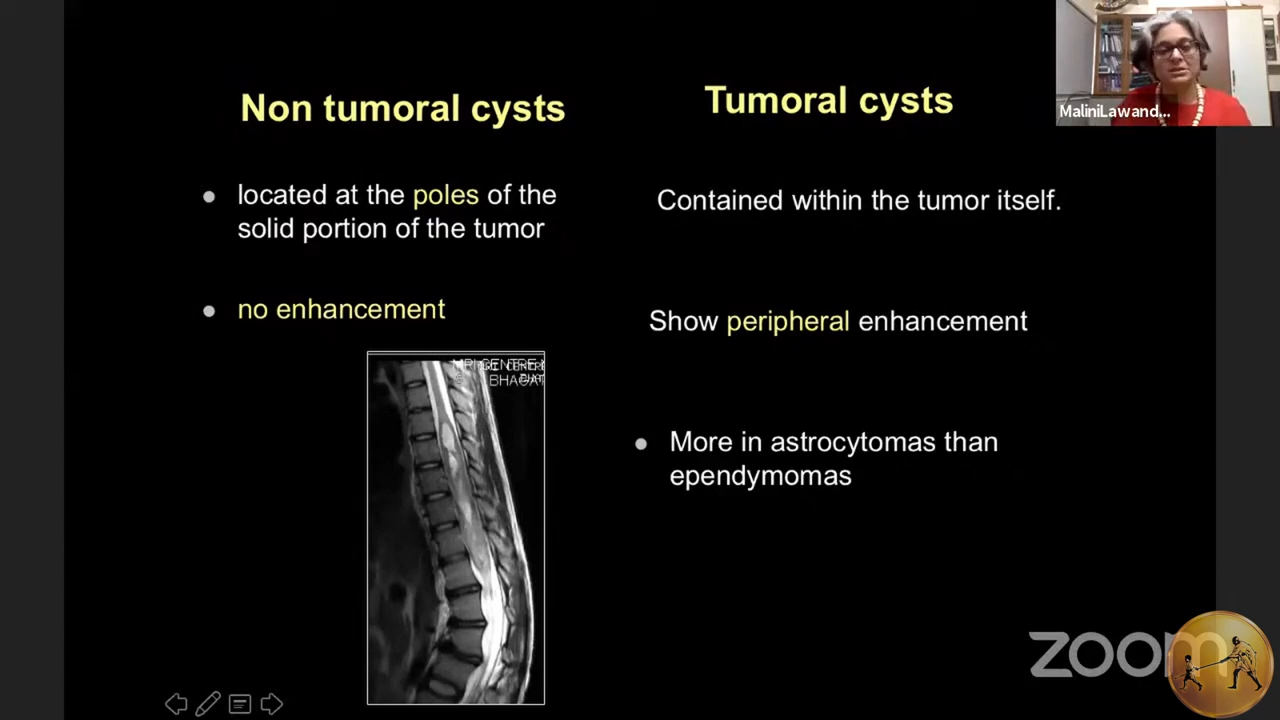 Non tumoral cysts
located at the poles of the
solid portion of the tumor
no enhancement
Tumoral cysts
Contained within the tumor itself.
Show peripheral enhancement
More in astrocytomas than
ependymomas
MaliniLawand...
zoom